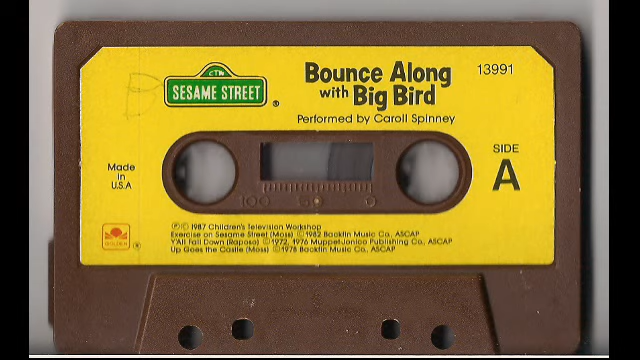 CTW
SESAME STREET
®
Bounce Along
with Big Bird
13991
Performed by Caroll Spinney
SIDE
A
Made
in
U.S.A
100 50 0
GOLDEN ®
Ⓟ © 1987 Children's Television Workshop
Exercise on Sesame Street (Moss) © 1982 Backfin Music Co., ASCAP
Y'All Fall Down (Raposo) © 1972, 1976 Muppet/Jonico Publishing Co., ASCAP
Up Goes the Castle (Moss) © 1978 Backfin Music Co., ASCAP